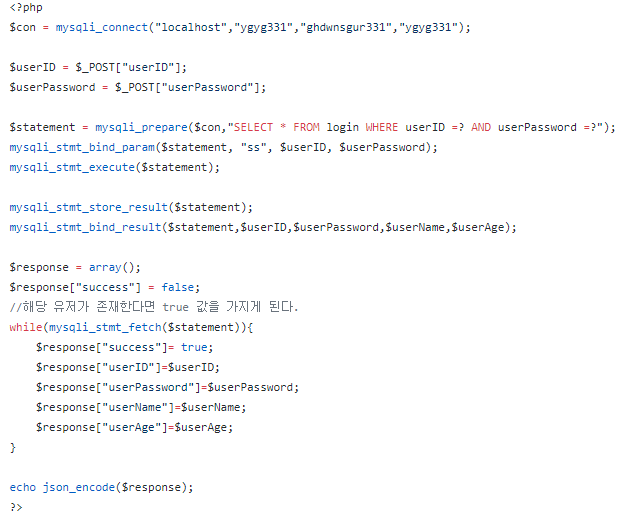 <?php
$con = mysqli_connect("localhost","ygyg331","ghdwnsgur331","ygyg331");
$userID = $_POST["userID"];
$userPassword = $_POST["userPassword"];
$statement = mysqli_prepare($con,"SELECT * FROM login WHERE userID =? AND userPassword =?");
mysqli_stmt_bind_param($statement, "ss", $userID, $userPassword);
mysqli_stmt_execute($statement);
mysqli_stmt_store_result($statement);
mysqli_stmt_bind_result($statement,$userID,$userPassword,$userName,$userAge);
$response = array();
$response["success"] = false;
//해당 유저가 존재한다면 true 값을 가지게 된다.
while(mysqli_stmt_fetch($statement)){
    $response["success"]= true;
    $response["userID"]=$userID;
    $response["userPassword"]=$userPassword;
    $response["userName"]=$userName;
    $response["userAge"]=$userAge;
}
echo json_encode($response);
?>